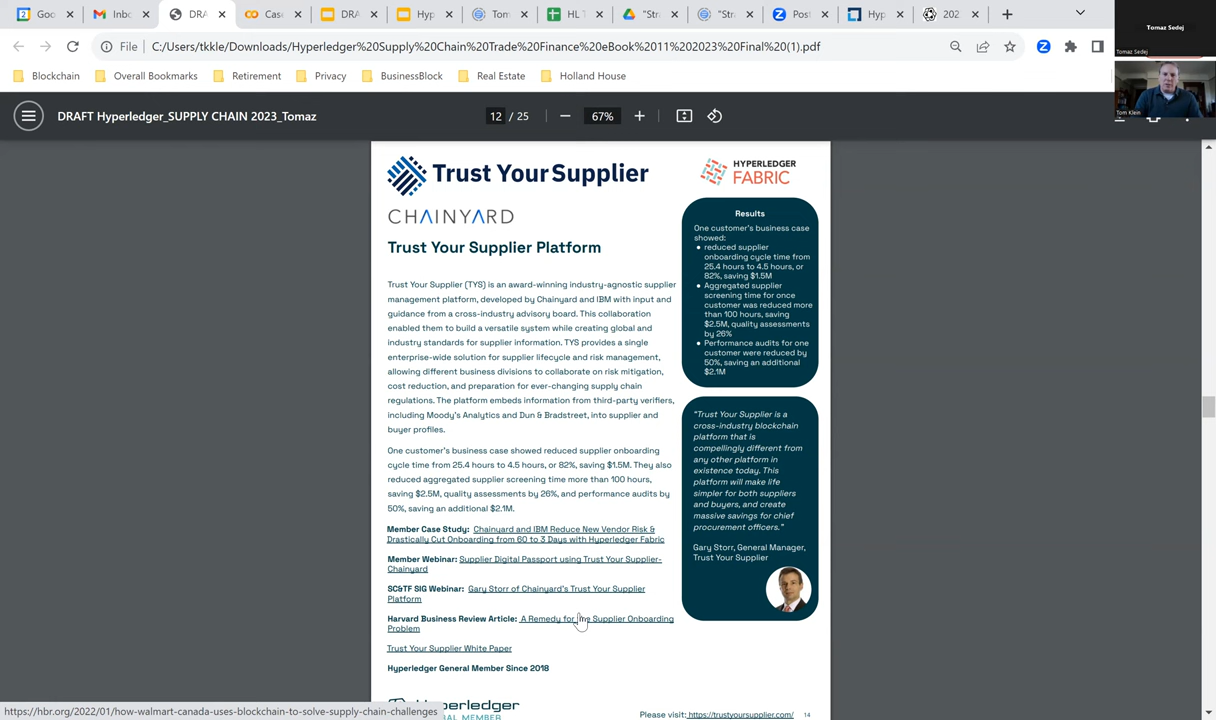 Goo
Inb
DRA
Case
DRA
Hyp
Tom
HL T
"Stra
"Stra
Post
Hyp
202
File
C:/Users/tkkle/Downloads/Hyperledger%20Supply%20Chain%20Trade%20Finance%20eBook%2011%202023%20Final%20(1).pdf
Blockchain
Overall Bookmarks
Retirement
Privacy
BusinessBlock
Real Estate
Holland House
Tomaz Sedej
Tomaz Sedej
Tom Klein
DRAFT Hyperledger_SUPPLY CHAIN 2023_Tomaz
12 / 25
67%
Trust Your Supplier
HYPERLEDGER
FABRIC
CHAINYARD
Trust Your Supplier Platform
Trust Your Supplier (TYS) is an award-winning industry-agnostic supplier
management platform, developed by Chainyard and IBM with input and
guidance from a cross-industry advisory board. This collaboration
enabled them to build a versatile system while creating global and
industry standards for supplier information. TYS provides a single
enterprise-wide solution for supplier lifecycle and risk management,
allowing different business divisions to collaborate on risk mitigation,
cost reduction, and preparation for ever-changing supply chain
regulations. The platform embeds information from third-party verifiers,
including Moody's Analytics and Dun & Bradstreet, into supplier and
buyer profiles.
One customer's business case showed reduced supplier onboarding
cycle time from 25.4 hours to 4.5 hours, or 82%, saving $1.5M. They also
reduced aggregated supplier screening time more than 100 hours,
saving $2.5M, quality assessments by 26%, and performance audits by
50%, saving an additional $2.1M.
Member Case Study: Chainyard and IBM Reduce New Vendor Risk &
Drastically Cut Onboarding from 60 to 3 Days with Hyperledger Fabric
Member Webinar: Supplier Digital Passport using Trust Your Supplier-
Chainyard
SC&TF SIG Webinar: Gary Storr of Chainyard's Trust Your Supplier
Platform
Harvard Business Review Article: A Remedy for the Supplier Onboarding
Problem
Trust Your Supplier White Paper
Hyperledger General Member Since 2018
Results
One customer's business case
showed:
● reduced supplier
onboarding cycle time from
25.4 hours to 4.5 hours, or
82%, saving $1.5M
● Aggregated supplier
screening time for once
customer was reduced more
than 100 hours, saving
$2.5M, quality assessments
by 26%
● Performance audits for one
customer were reduced by
50%, saving an additional
$2.1M
"Trust Your Supplier is a
cross-industry blockchain
platform that is
compellingly different from
any other platform in
existence today. This
platform will make life
simpler for both suppliers
and buyers, and create
massive savings for chief
procurement officers."
Gary Storr, General Manager,
Trust Your Supplier
Please visit: https://trustyoursupplier.com/ 14
https://hbr.org/2022/01/how-walmart-canada-uses-blockchain-to-solve-supply-chain-challenges